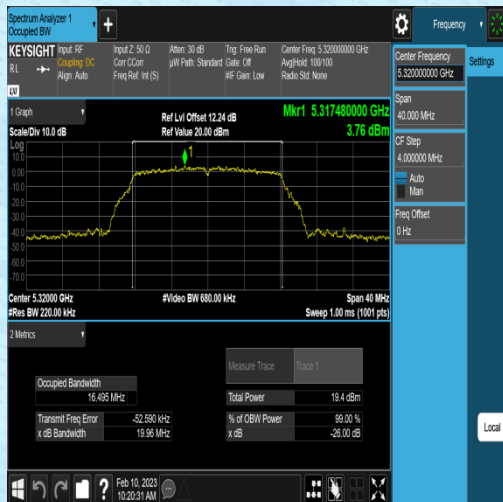 Spectrum Analyzer 1
Occupied BW
Frequency
KEYSIGHT
Input: RF
Input Z: 50 Ω
Atten: 30 dB
Trig: Free Run
Center Freq: 5.320000000 GHz
RL
Coupling: DC
Corr CCorr
µW Path: Standard
Gate: Off
Avg|Hold: 100/100
Align: Auto
Freq Ref: Int (S)
#IF Gain: Low
Radio Std: None
LXI
1 Graph
Scale/Div 10.0 dB
Ref Lvl Offset 12.24 dB
Ref Value 20.00 dBm
Mkr1 5.317480000 GHz
3.76 dBm
Log
10.0
0.00
-10.0
-20.0
-30.0
-40.0
-50.0
-60.0
-70.0
1
Center 5.32000 GHz
#Video BW 680.00 kHz
Span 40 MHz
#Res BW 220.00 kHz
Sweep 1.00 ms (1001 pts)
2 Metrics
Measure Trace
Trace 1
Occupied Bandwidth
16.495 MHz
Total Power
19.4 dBm
Transmit Freq Error
-52.590 kHz
% of OBW Power
99.00 %
x dB Bandwidth
19.96 MHz
x dB
-26.00 dB
Feb 10, 2023
10:20:31 AM
Center Frequency
5.320000000 GHz
Settings
Span
40.000 MHz
CF Step
4.000000 MHz
Auto
Man
Freq Offset
0 Hz
Local